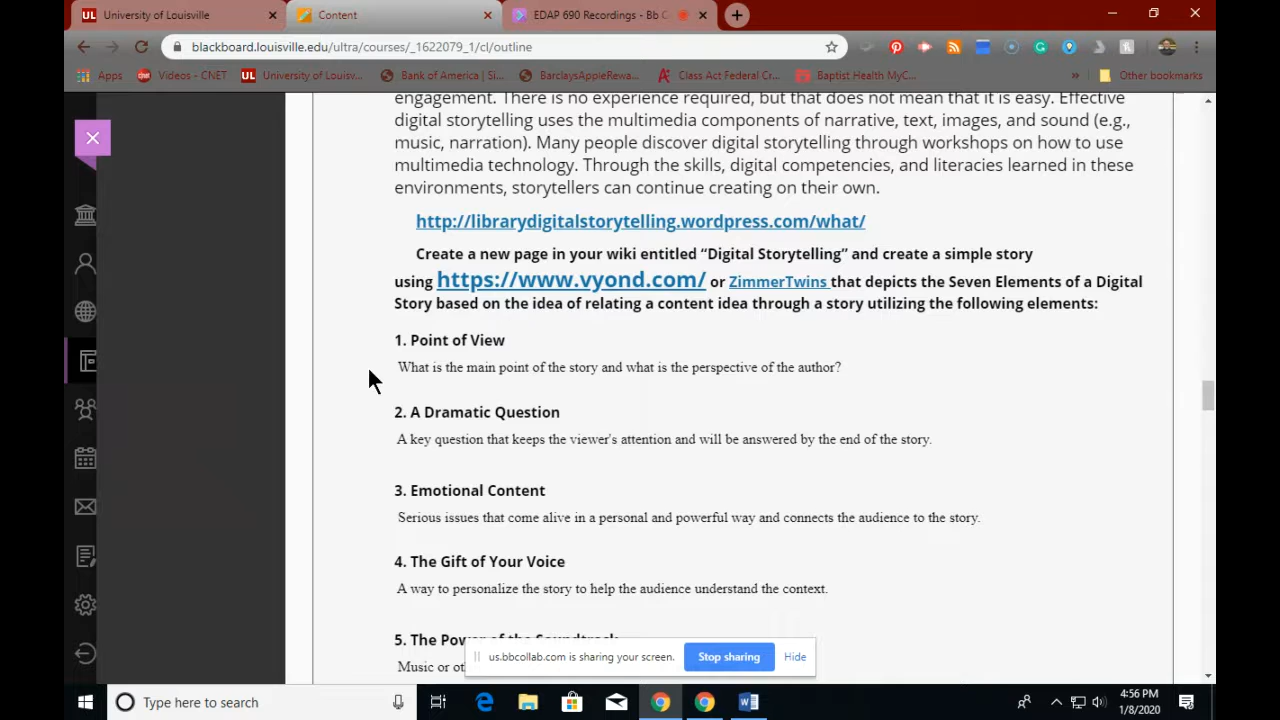 University of Louisville
Content
EDAP 690 Recordings - Bb C
blackboard.louisville.edu/ultra/courses/_1622079_1/cl/outline
Apps
Videos - CNET
University of Louisv...
Bank of America | Si...
BarclaysAppleRewa...
Class Act Federal Cr...
Baptist Health MyC...
Other bookmarks
engagement. There is no experience required, but that does not mean that it is easy. Effective
digital storytelling uses the multimedia components of narrative, text, images, and sound (e.g.,
music, narration). Many people discover digital storytelling through workshops on how to use
multimedia technology. Through the skills, digital competencies, and literacies learned in these
environments, storytellers can continue creating on their own.
http://librarydigitalstorytelling.wordpress.com/what/
Create a new page in your wiki entitled “Digital Storytelling” and create a simple story
using https://www.vyond.com/ or ZimmerTwins that depicts the Seven Elements of a Digital
Story based on the idea of relating a content idea through a story utilizing the following elements:
1. Point of View
What is the main point of the story and what is the perspective of the author?
2. A Dramatic Question
A key question that keeps the viewer's attention and will be answered by the end of the story.
3. Emotional Content
Serious issues that come alive in a personal and powerful way and connects the audience to the story.
4. The Gift of Your Voice
A way to personalize the story to help the audience understand the context.
5. The Power of the Soundtrack
Music or ot
us.bbcollab.com is sharing your screen.
Stop sharing
Hide
Type here to search
4:56 PM
1/8/2020